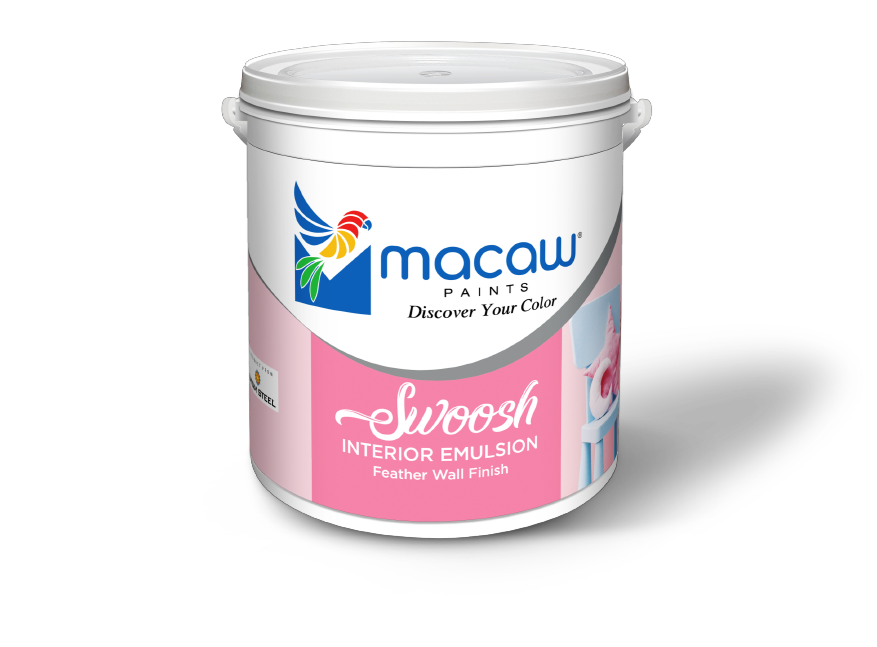 macaw®
PAINTS
Discover Your Color
Swoosh
INTERIOR EMULSION
Feather Wall Finish
STEEL